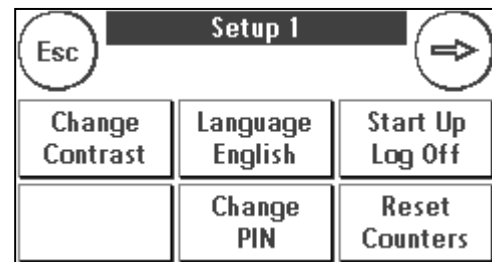 Esc
Setup 1
Change
Contrast
Language
English
Start Up
Log Off
Change
PIN
Reset
Counters